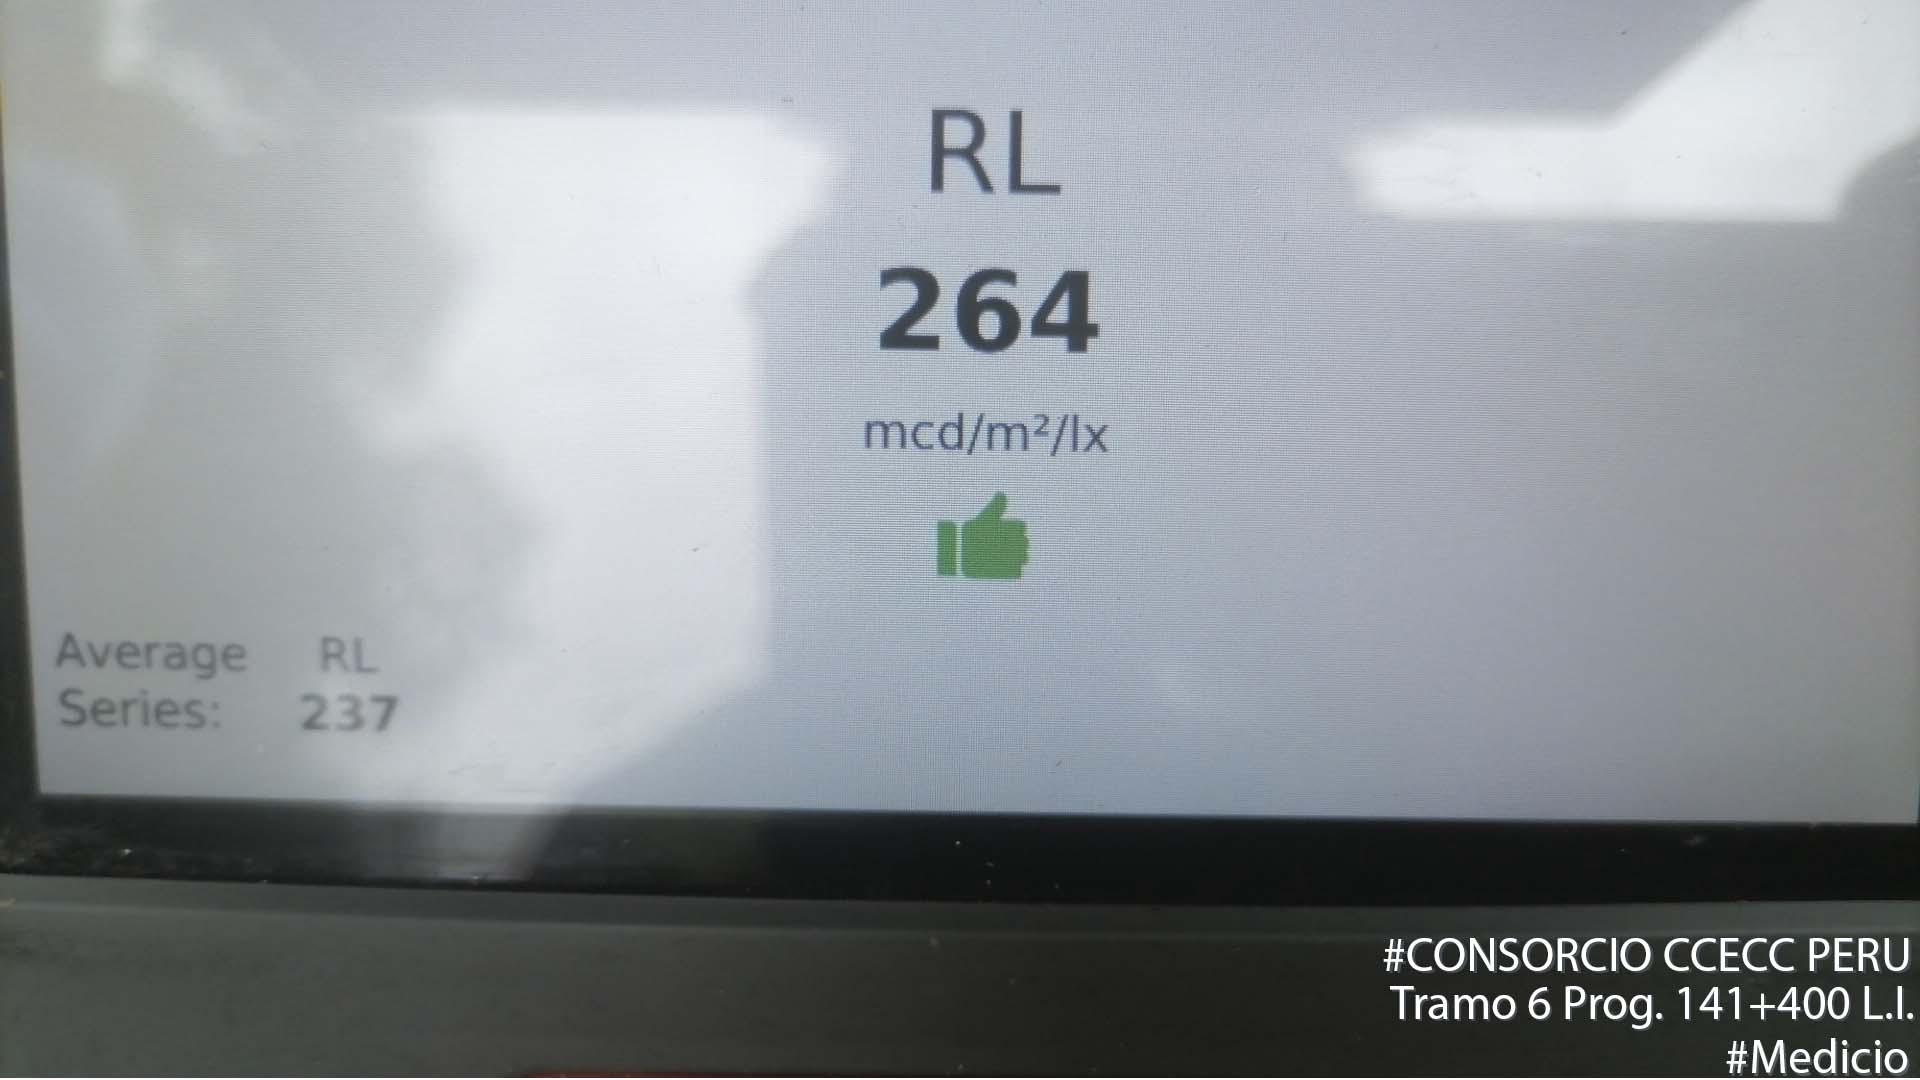 RL
264
mcd/m²/lx
Average RL
Series: 237
#CONSORCIO CCECC PERU
Tramo 6 Prog. 141+400 L.I.
#Medicio